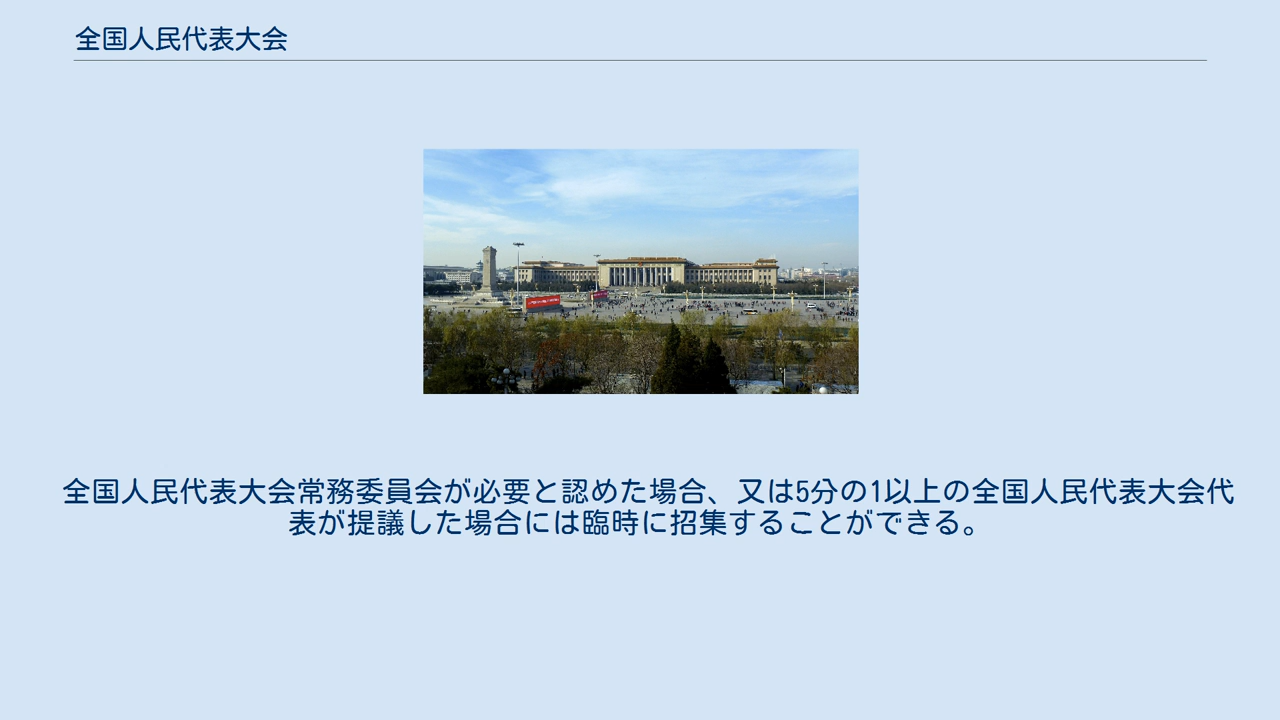 全国人民代表大会
全国人民代表大会常務委員会が必要と認めた場合、又は5分の1以上の全国人民代表大会代
表が提議した場合には臨時に招集することができる。